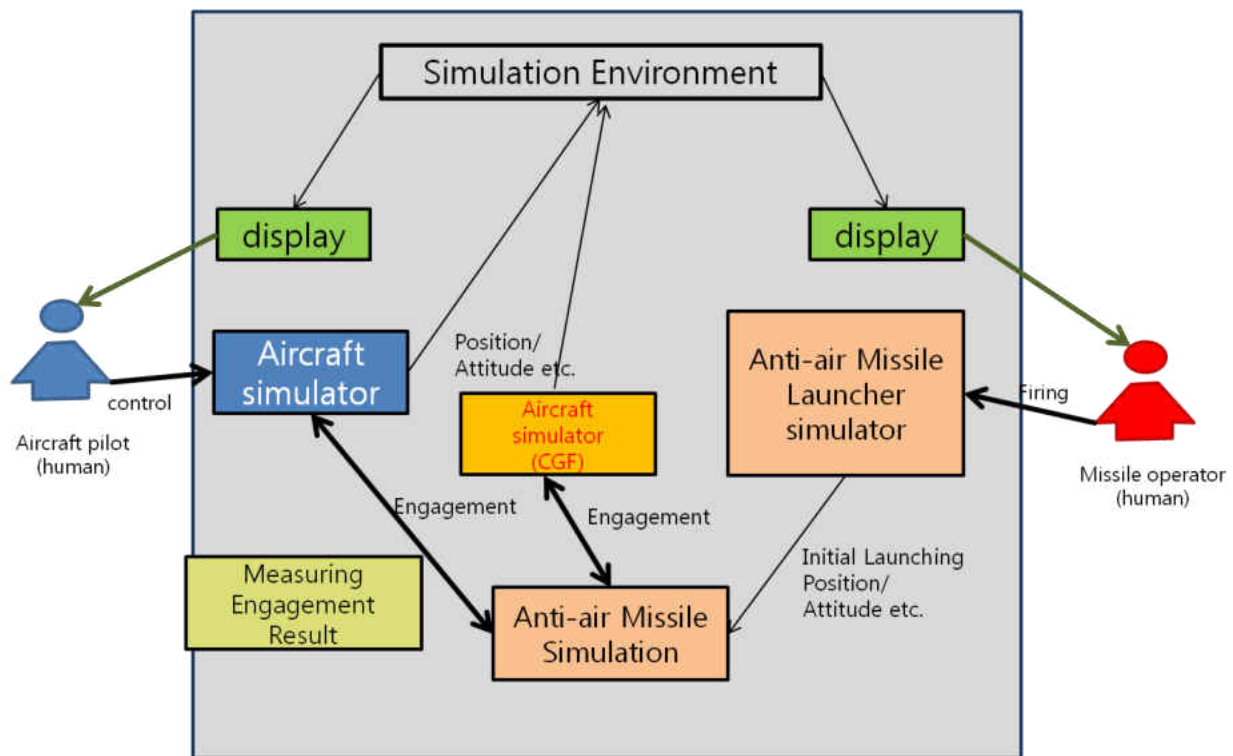 Simulation Environment
display
display
Aircraft
simulator
Position/
Attitude etc.
Anti-air Missile
Launcher
simulator
Firing
control
Aircraft pilot
(human)
Aircraft
simulator
(CGF)
Missile operator
(human)
Engagement
Engagement
Measuring
Engagement
Result
Initial Launching
Position/
Attitude etc.
Anti-air Missile
Simulation